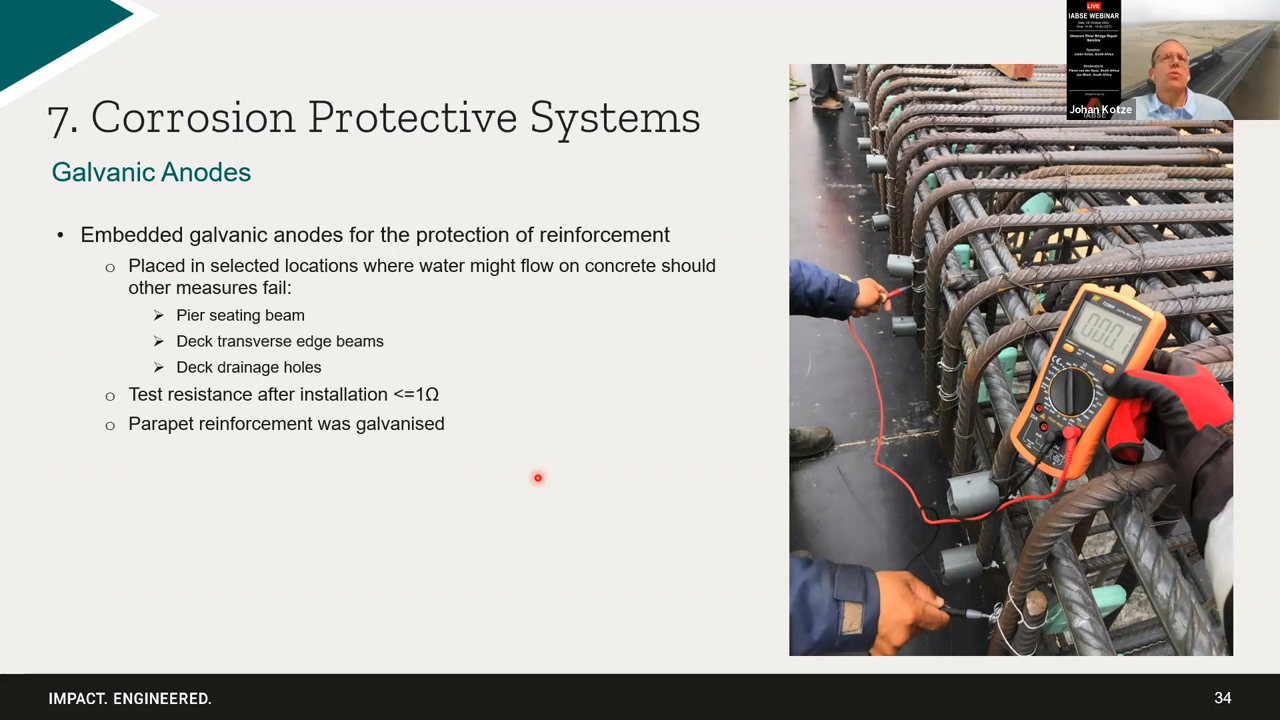 7. Corrosion Protective Systems
Galvanic Anodes
• Embedded galvanic anodes for the protection of reinforcement
o Placed in selected locations where water might flow on concrete should
other measures fail:
➢ Pier seating beam
➢ Deck transverse edge beams
➢ Deck drainage holes
o Test resistance after installation <=1Ω
o Parapet reinforcement was galvanised
LIVE
IABSE WEBINAR
Johan Kotze
IABSE
IMPACT. ENGINEERED.
34